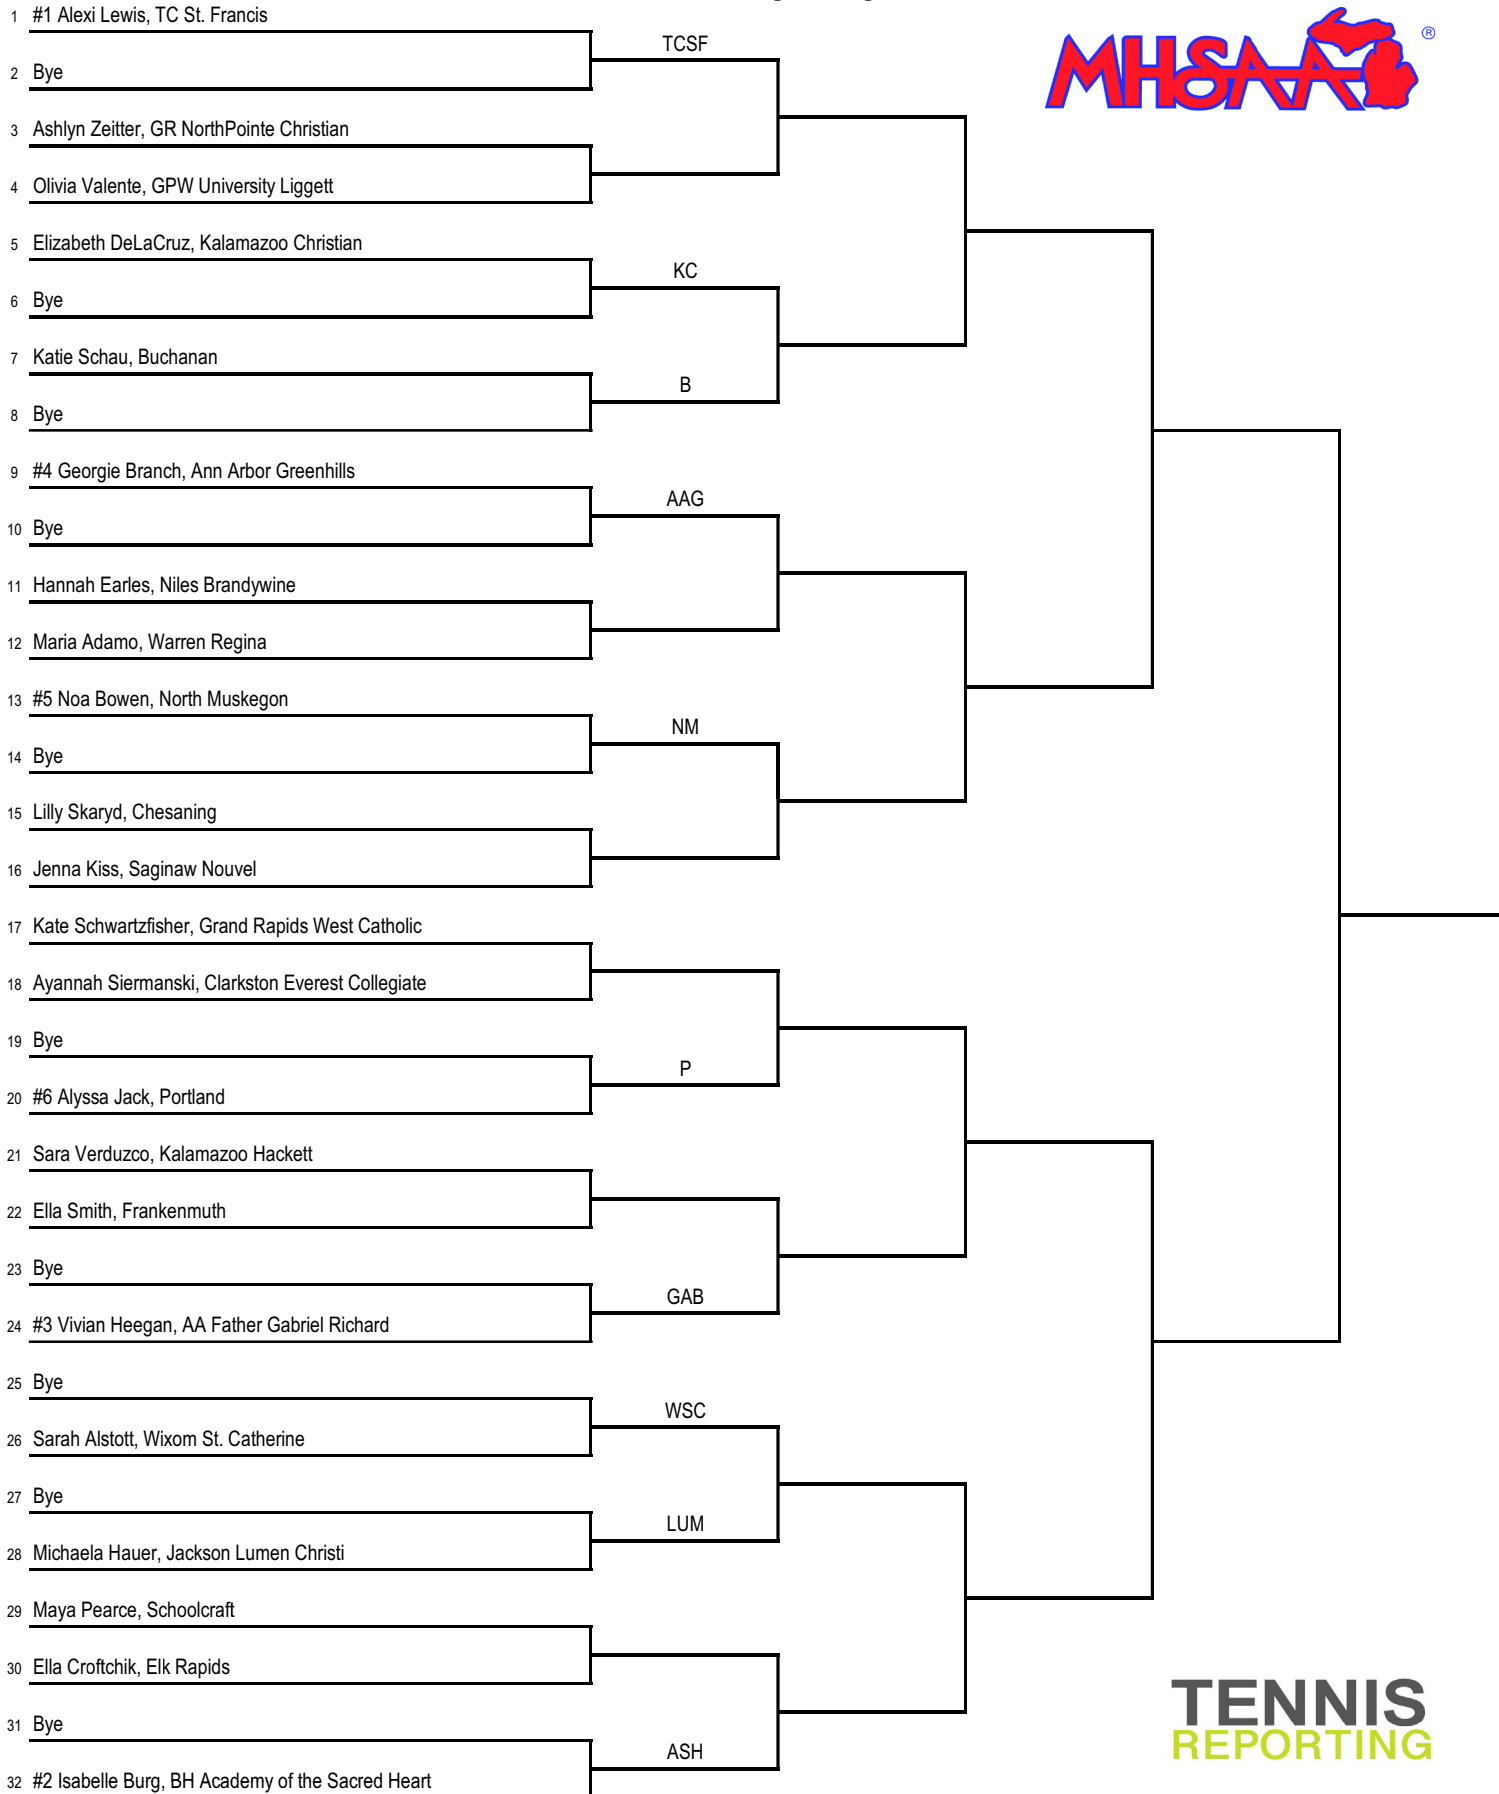 1 #1 Alexi Lewis, TC St. Francis
TCSF
MHSAA ®
2 Bye
3 Ashlyn Zeitter, GR NorthPointe Christian
4 Olivia Valente, GPW University Liggett
5 Elizabeth DeLaCruz, Kalamazoo Christian
KC
6 Bye
7 Katie Schau, Buchanan
B
8 Bye
9 #4 Georgie Branch, Ann Arbor Greenhills
AAG
10 Bye
11 Hannah Earles, Niles Brandywine
12 Maria Adamo, Warren Regina
13 #5 Noa Bowen, North Muskegon
NM
14 Bye
15 Lilly Skaryd, Chesaning
16 Jenna Kiss, Saginaw Nouvel
17 Kate Schwartzfisher, Grand Rapids West Catholic
18 Ayannah Siermanski, Clarkston Everest Collegiate
19 Bye
P
20 #6 Alyssa Jack, Portland
21 Sara Verduzco, Kalamazoo Hackett
22 Ella Smith, Frankenmuth
23 Bye
GAB
24 #3 Vivian Heegan, AA Father Gabriel Richard
25 Bye
WSC
26 Sarah Alstott, Wixom St. Catherine
27 Bye
LUM
28 Michaela Hauer, Jackson Lumen Christi
29 Maya Pearce, Schoolcraft
30 Ella Croftchik, Elk Rapids
31 Bye
ASH
32 #2 Isabelle Burg, BH Academy of the Sacred Heart
TENNIS
REPORTING